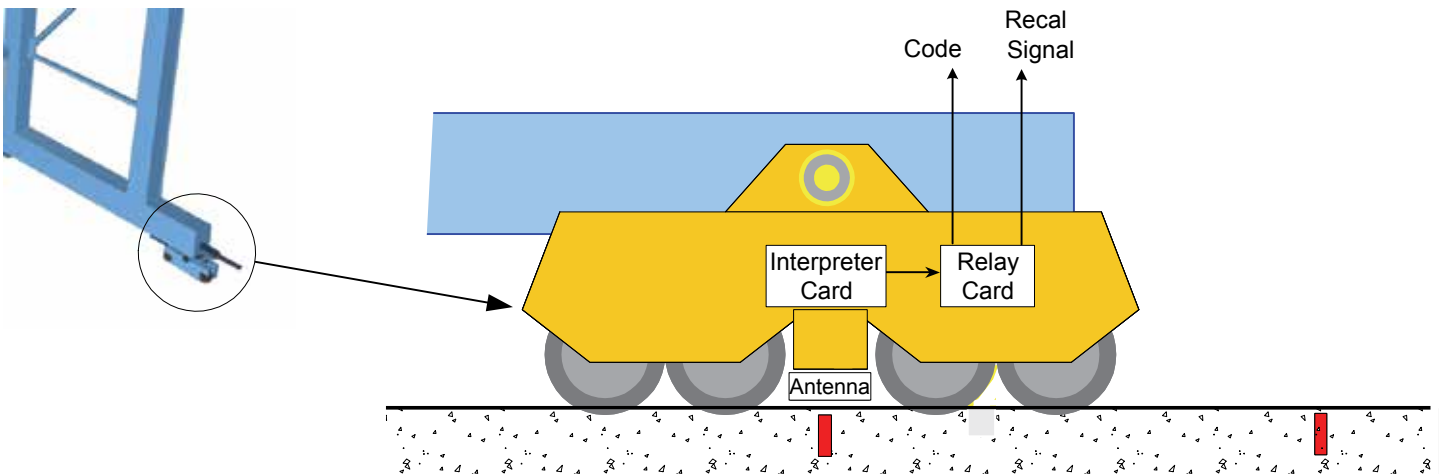 Recal
Signal
Code
Interpreter
Card
Relay
Card
Antenna